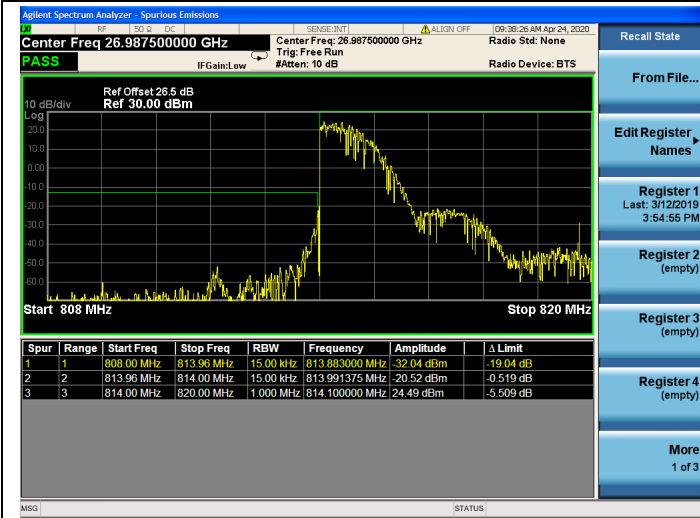 Agilent Spectrum Analyzer - Spurious Emissions
RF 50 Ω DC SENSE:INT ALIGN OFF 09:38:26 AM Apr 24, 2020
Center Freq 26.987500000 GHz Center Freq: 26.987500000 GHz Radio Std: None
Trig: Free Run
PASS IFGain:Low #Atten: 10 dB Radio Device: BTS
Ref Offset 26.5 dB
10 dB/div Ref 30.00 dBm
Log
20.0
10.0
0.00
-10.0
-20.0
-30.0
-40.0
-50.0
-60.0
Start 808 MHz Stop 820 MHz
Spur Range Start Freq Stop Freq RBW Frequency Amplitude Δ Limit
1 1 808.00 MHz 813.96 MHz 15.00 kHz 813.883000 MHz -32.04 dBm -19.04 dB
2 2 813.96 MHz 814.00 MHz 15.00 kHz 813.991375 MHz -20.52 dBm -0.519 dB
3 3 814.00 MHz 820.00 MHz 1.000 MHz 814.100000 MHz 24.49 dBm -5.509 dB
MSG STATUS
Recall State
From File...
Edit Register
Names
Register 1
Last: 3/12/2019
3:54:55 PM
Register 2
(empty)
Register 3
(empty)
Register 4
(empty)
More
1 of 3